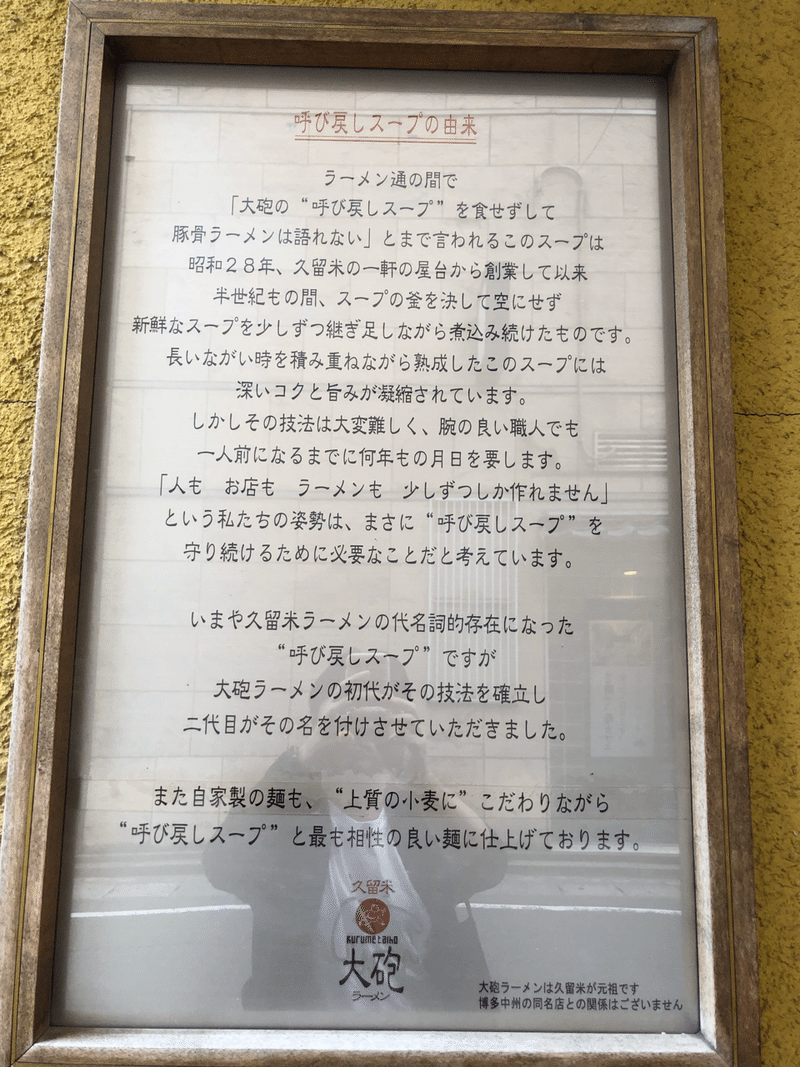 呼び戻しスープの由来
ラーメン通の間で
「大砲の“呼び戻しスープ”を食せずして
豚骨ラーメンは語れない」とまで言われるこのスープは
昭和２８年、久留米の一軒の屋台から創業して以来
半世紀もの間、スープの釜を決して空にせず
新鮮なスープを少しずつ継ぎ足しながら煮込み続けたものです。
長いながい時を積み重ねながら熟成したこのスープには
深いコクと旨みが凝縮されています。
しかしその技法は大変難しく、腕の良い職人でも
一人前になるまでに何年もの月日を要します。
「人も　お店も　ラーメンも　少しずつしか作れません」
という私たちの姿勢は、まさに“呼び戻しスープ”を
守り続けるために必要なことだと考えています。
いまや久留米ラーメンの代名詞的存在になった
“呼び戻しスープ”ですが
大砲ラーメンの初代がその技法を確立し
二代目がその名を付けさせていただきました。
また自家製の麺も、“上質の小麦に”こだわりながら
“呼び戻しスープ”と最も相性の良い麺に仕上げております。
久留米
kurume taiho
大砲
ラーメン
大砲ラーメンは久留米が元祖です
博多中州の同名店との関係はございません